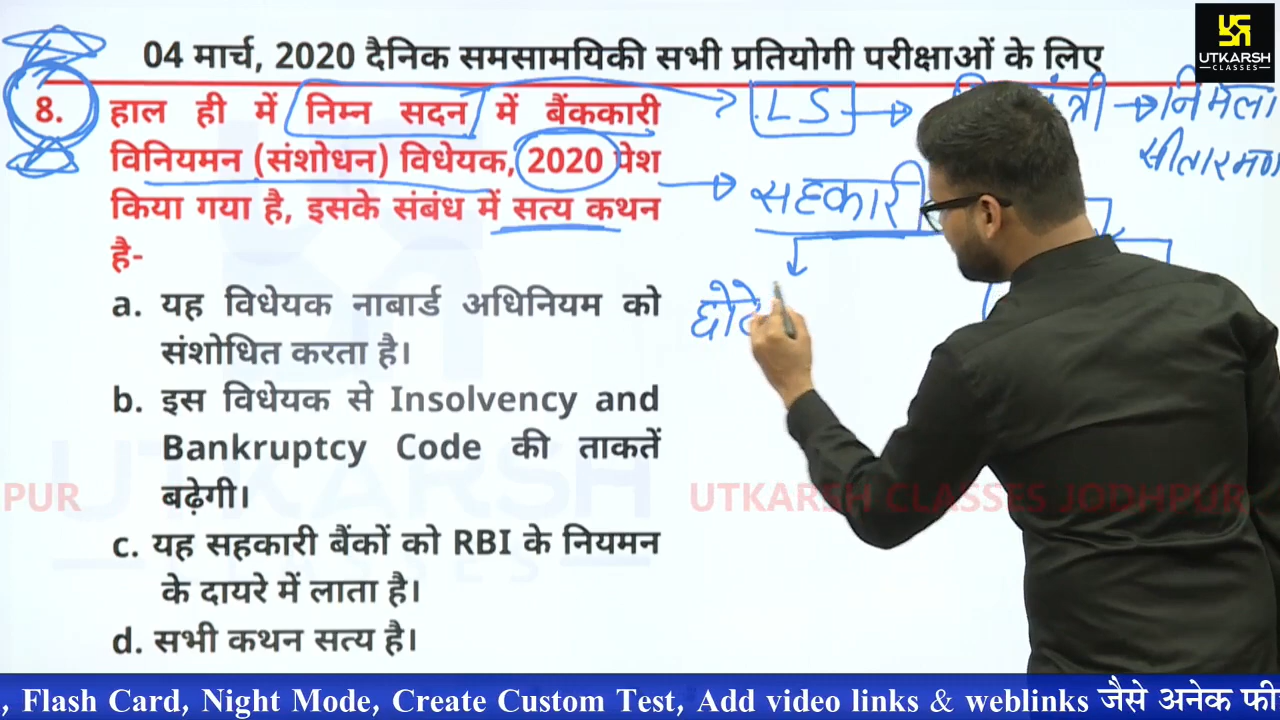 UTKARSH
CLASSES
04 मार्च, 2020 दैनिक समसामयिकी सभी प्रतियोगी परीक्षाओं के लिए
8. हाल ही में निम्न सदन में बैंककारी
विनियमन (संशोधन) विधेयक, 2020 पेश
किया गया है, इसके संबंध में सत्य कथन
है-
a. यह विधेयक नाबार्ड अधिनियम को
संशोधित करता है।
b. इस विधेयक से Insolvency and
Bankruptcy Code की ताकतें
बढ़ेगी।
c. यह सहकारी बैंकों को RBI के नियमन
के दायरे में लाता है।
d. सभी कथन सत्य है।
LS
निर्मला
सीतारमण
सहकारी
छोटे
PUR
UTKARSH CLASSES JODHPUR
UTKARSH
CLASSES
, Flash Card, Night Mode, Create Custom Test, Add video links & weblinks जैसे अनेक फी